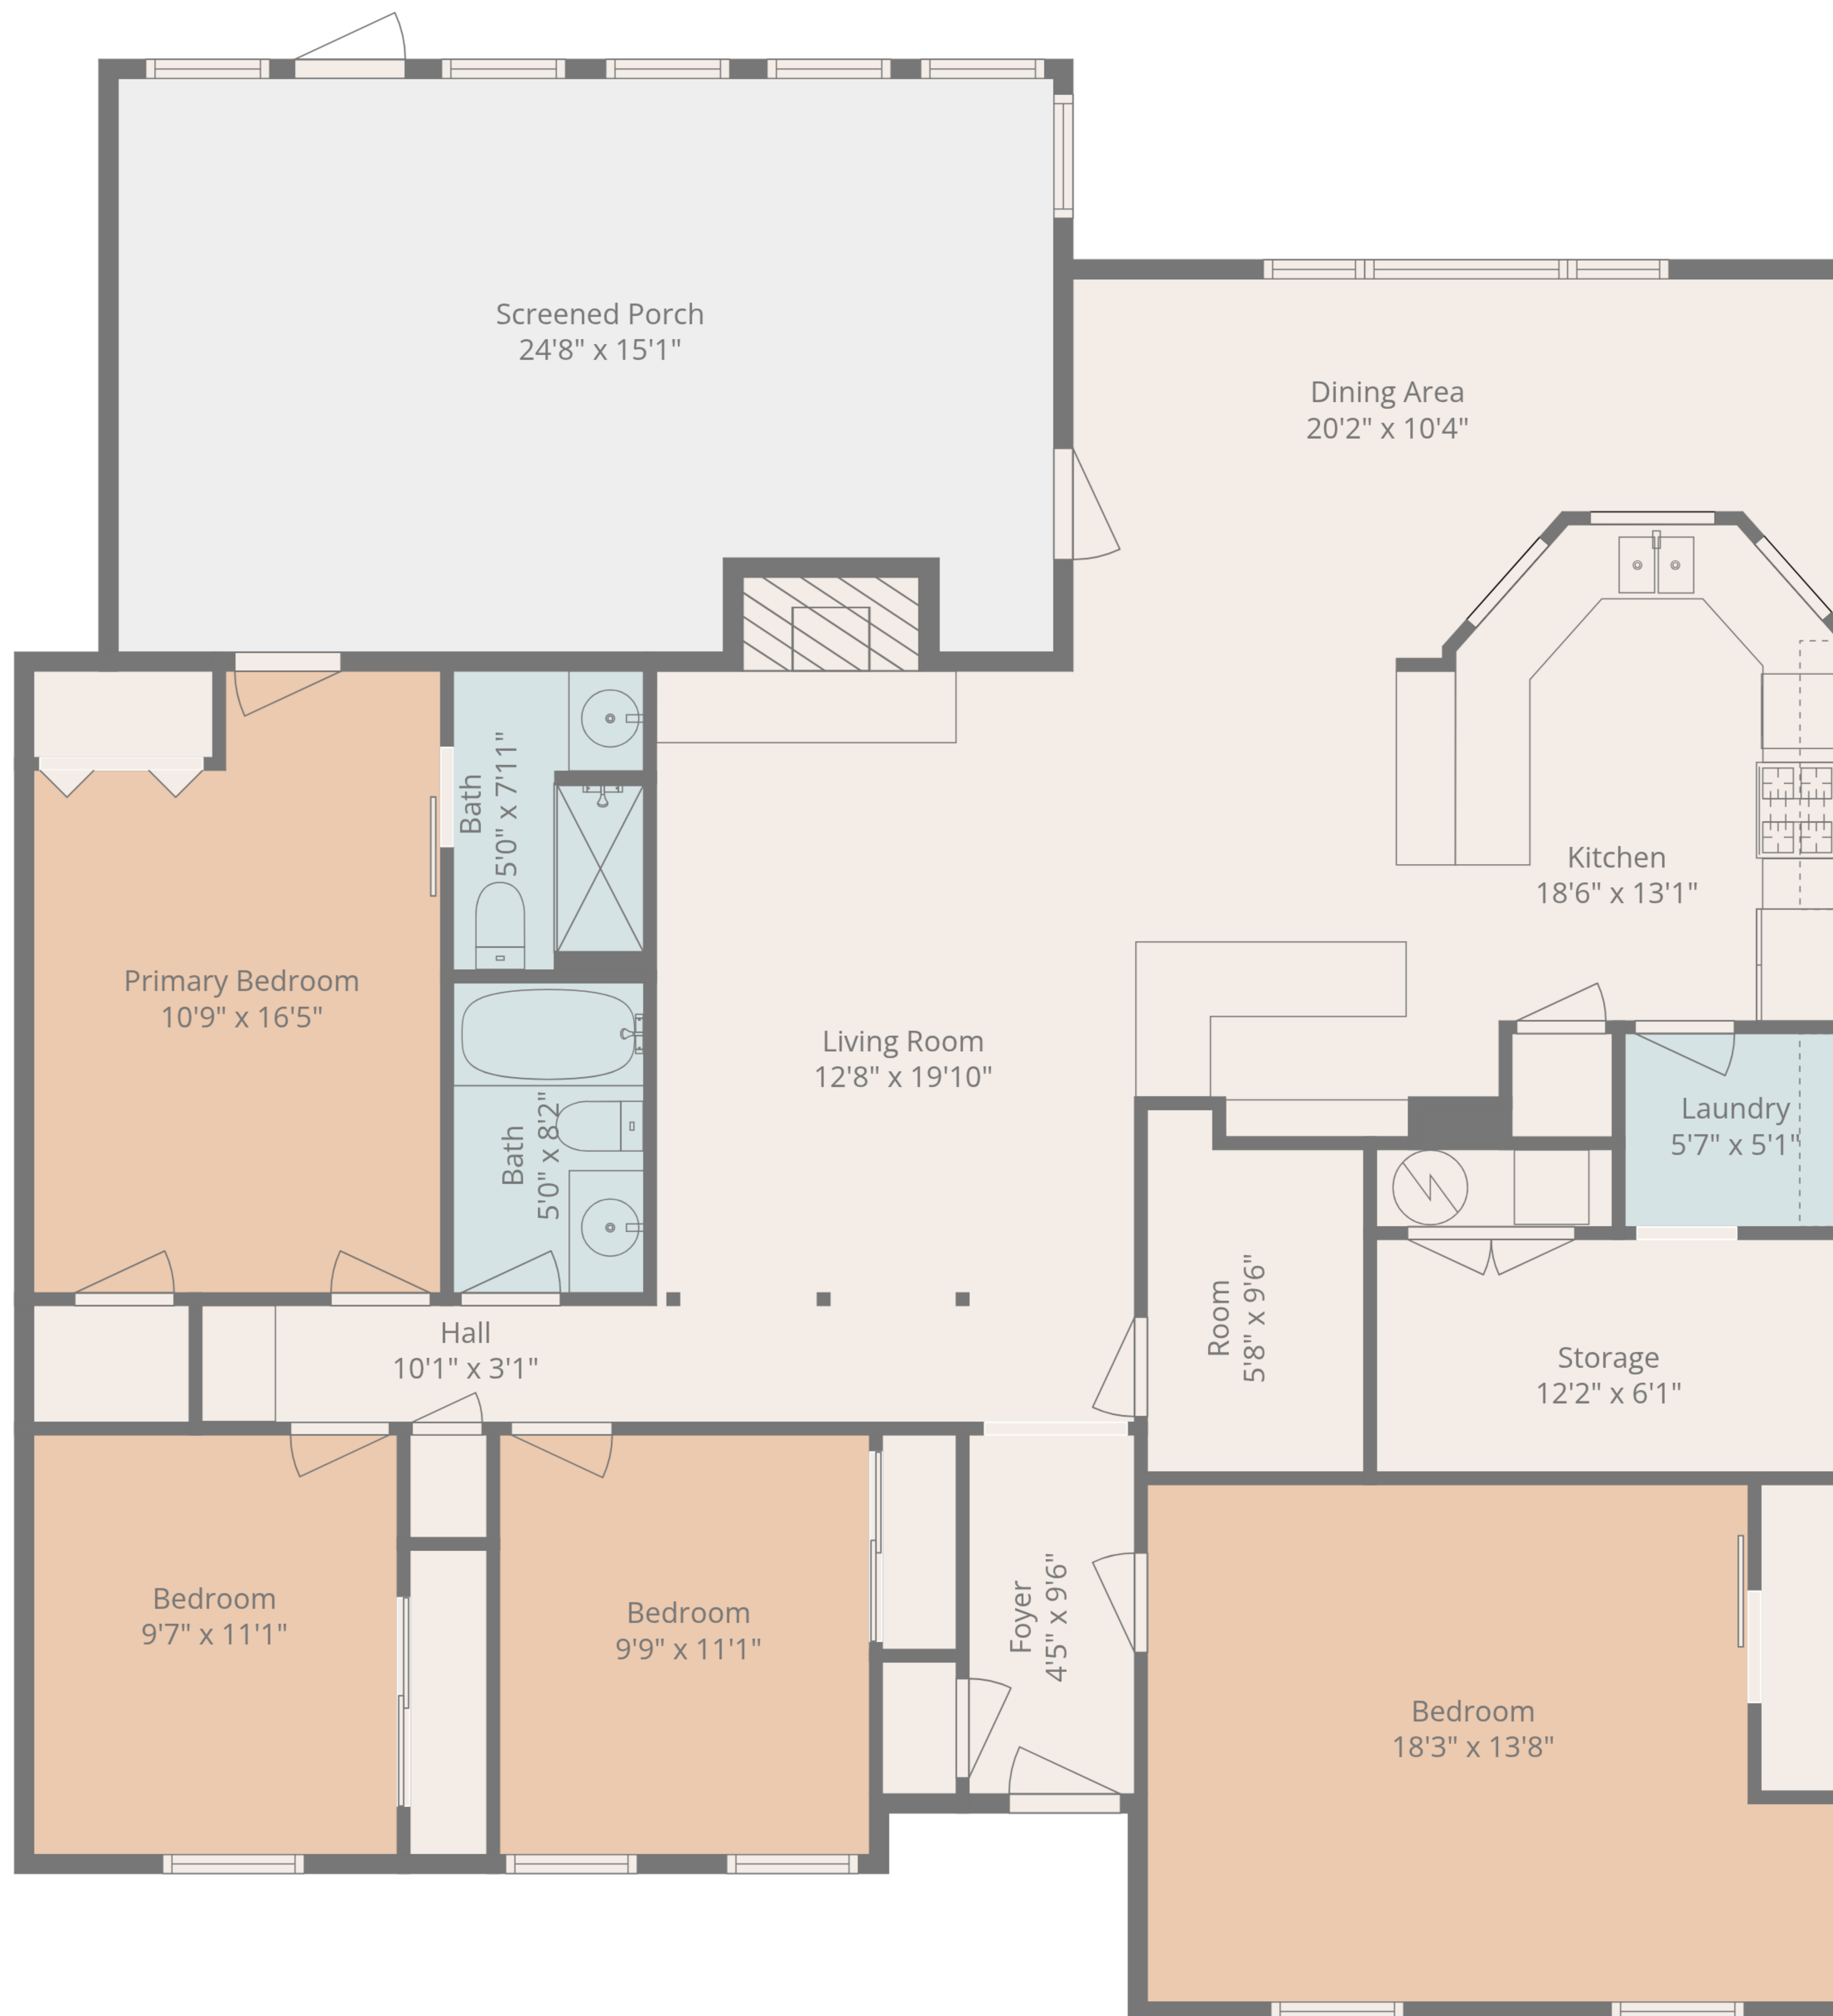 Screened Porch
24'8" x 15'1"
Dining Area
20'2" x 10'4"
Bath
5'0" x 7'11"
Kitchen
18'6" x 13'1"
Primary Bedroom
10'9" x 16'5"
Living Room
12'8" x 19'10"
Bath
5'0" x 8'2"
Laundry
5'7" x 5'1"
Hall
10'1" x 3'1"
Room
5'8" x 9'6"
Storage
12'2" x 6'1"
Bedroom
9'7" x 11'1"
Bedroom
9'9" x 11'1"
Foyer
4'5" x 9'6"
Bedroom
18'3" x 13'8"